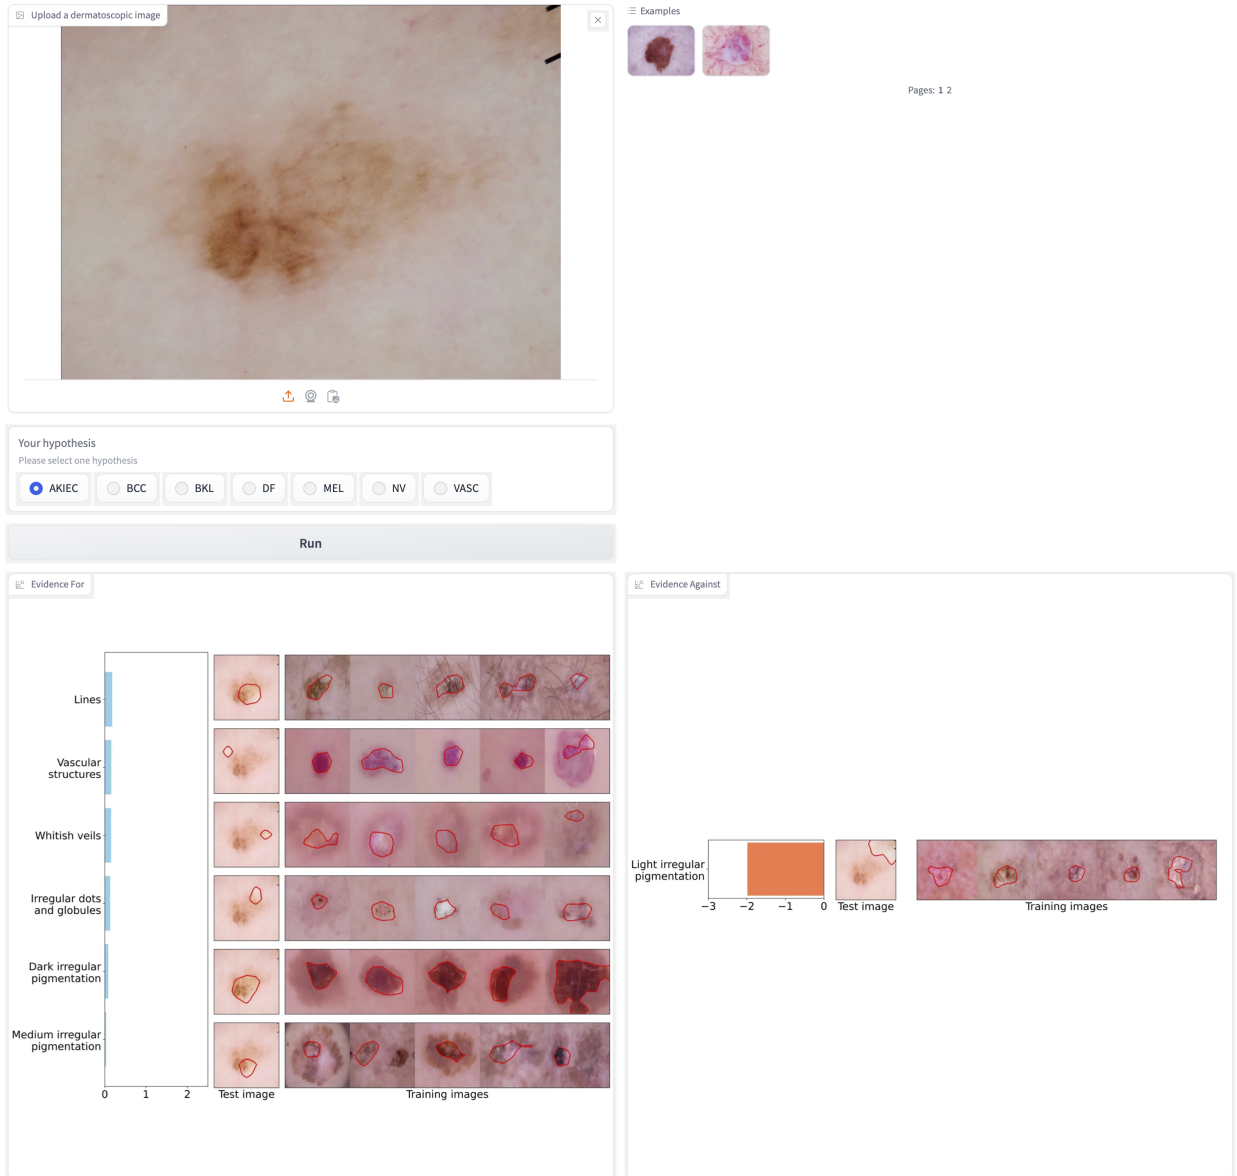 Upload a dermatoscopic image
Examples
Pages: 1 2
Your hypothesis
Please select one hypothesis
AKIEC
BCC
BKL
DF
MEL
NV
VASC
Run
Evidence For
Lines
Vascular
structures
Whitish veils
Irregular dots
and globules
Dark irregular
pigmentation
Medium irregular
pigmentation
0 1 2
Test image
Training images
Evidence Against
Light irregular
pigmentation
−3 −2 −1 0
Test image
Training images